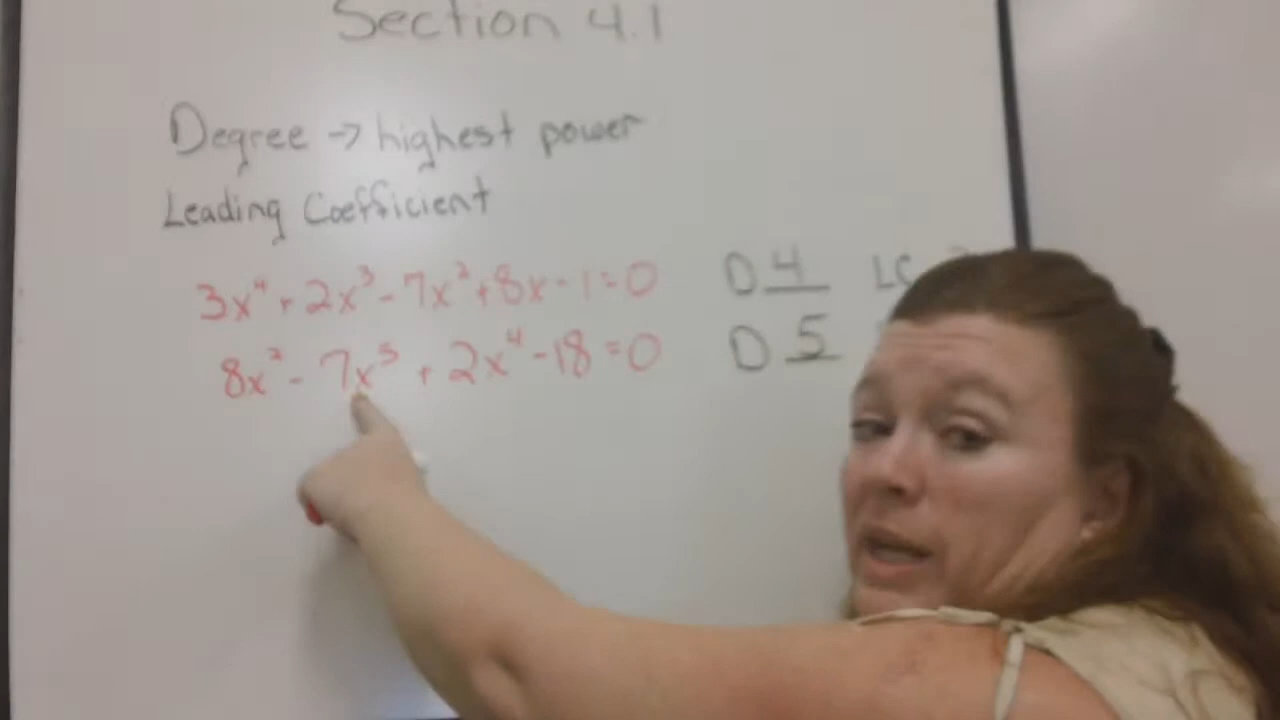 Section 4.1
Degree → highest power
Leading Coefficient
3x⁴ + 2x³ - 7x² + 8x - 1 = 0 D 4 LC
8x² - 7x⁵ + 2x⁴ - 18 = 0 D 5